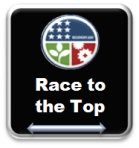 Race to
the Top